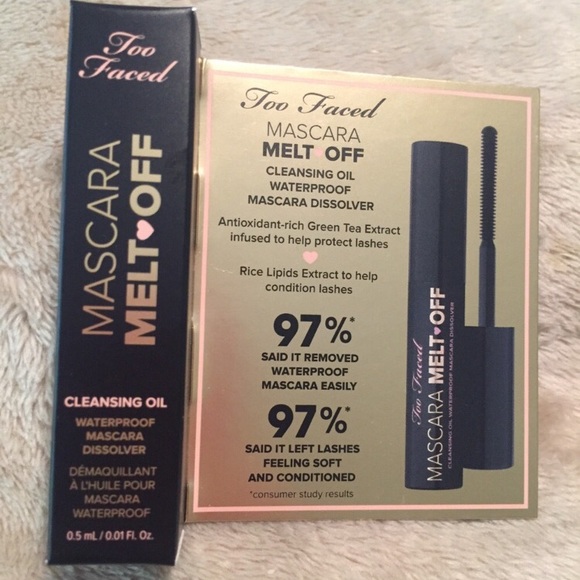 Too
Faced
MASCARA
MELT♥OFF
CLEANSING OIL
WATERPROOF
MASCARA
DISSOLVER
DÉMAQUILLANT
À L'HUILE POUR
MASCARA
WATERPROOF
0.5 mL / 0.01 Fl. Oz.
Too Faced
MASCARA
MELT♥OFF
CLEANSING OIL
WATERPROOF
MASCARA DISSOLVER
Antioxidant-rich Green Tea Extract
infused to help protect lashes
Rice Lipids Extract to help
condition lashes
97%*
SAID IT REMOVED
WATERPROOF
MASCARA EASILY
97%*
SAID IT LEFT LASHES
FEELING SOFT
AND CONDITIONED
*consumer study results
Too Faced
MASCARA MELT♥OFF
CLEANSING OIL WATERPROOF MASCARA DISSOLVER